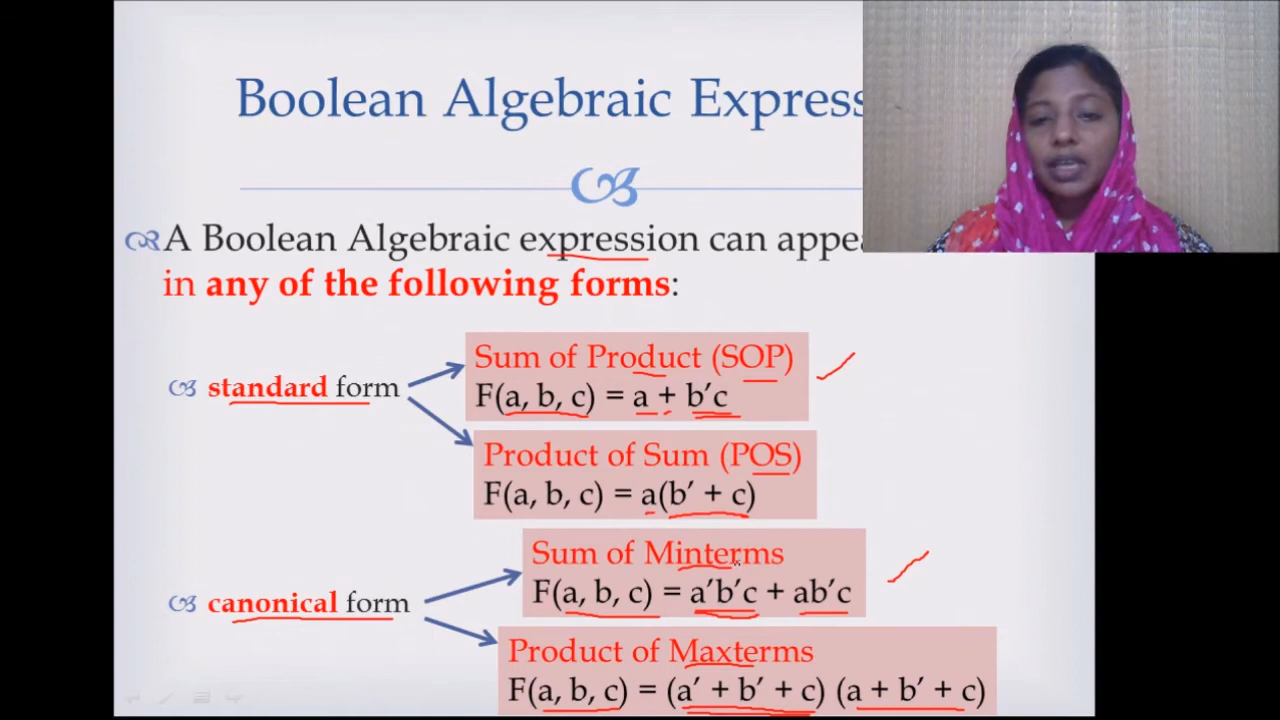 Boolean Algebraic Express
A Boolean Algebraic expression can appea
in any of the following forms:
standard form
Sum of Product (SOP)
F(a, b, c) = a + b′c
Product of Sum (POS)
F(a, b, c) = a(b′ + c)
canonical form
Sum of Minterms
F(a, b, c) = a′b′c + ab′c
Product of Maxterms
F(a, b, c) = (a′ + b′ + c) (a + b′ + c)